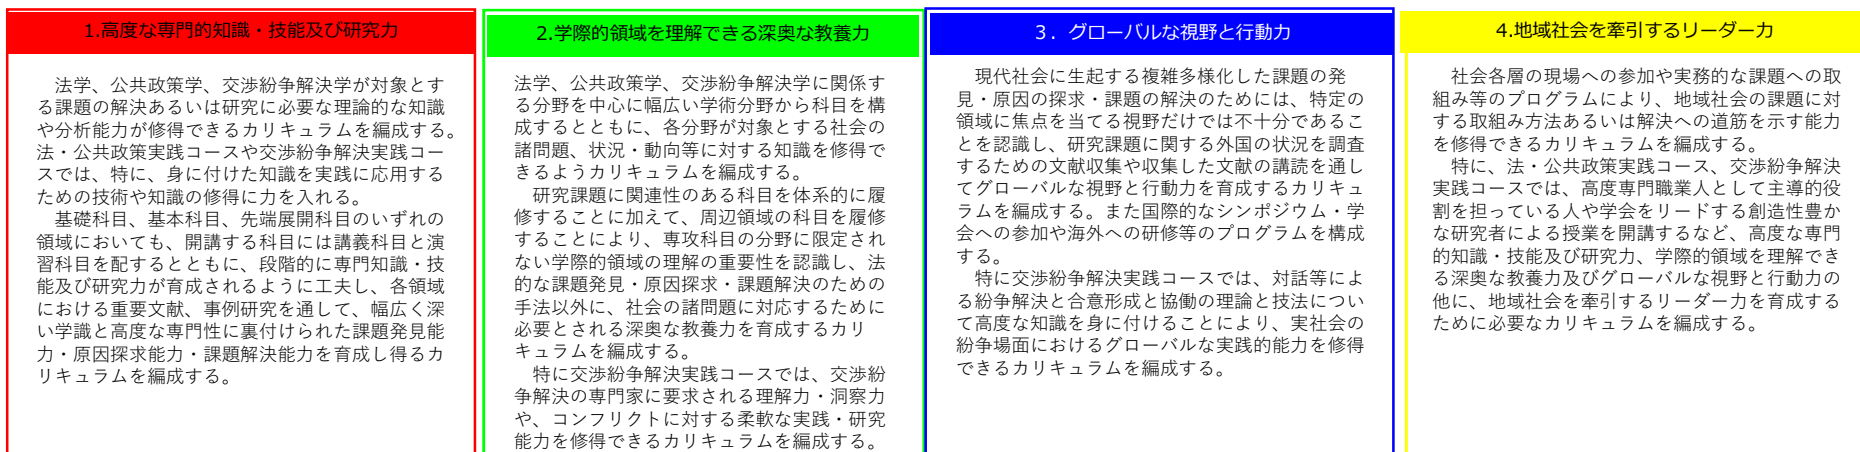 1.高度な専門的知識・技能及び研究力
法学、公共政策学、交渉紛争解決学が対象とす
る課題の解決あるいは研究に必要な理論的な知識
や分析能力が修得できるカリキュラムを編成する。
法・公共政策実践コースや交渉紛争解決実践コー
スでは、特に、身に付けた知識を実践に応用する
ための技術や知識の修得に力を入れる。
基礎科目、基本科目、先端展開科目のいずれの
領域においても、開講する科目には講義科目と演
習科目を配するとともに、段階的に専門知識・技
能及び研究力が育成されるように工夫し、各領域
における重要文献、事例研究を通して、幅広く深
い学識と高度な専門性に裏付けられた課題発見能
力・原因探求能力・課題解決能力を育成し得るカ
リキュラムを編成する。
2.学際的領域を理解できる深奥な教養力
法学、公共政策学、交渉紛争解決学に関係す
る分野を中心に幅広い学術分野から科目を構
成するとともに、各分野が対象とする社会の
諸問題、状況・動向等に対する知識を修得で
きるようカリキュラムを編成する。
研究課題に関連性のある科目を体系的に履
修することに加えて、周辺領域の科目を履修
することにより、専攻科目の分野に限定され
ない学際的領域の理解の重要性を認識し、法
的な課題発見・原因探求・課題解決のための
手法以外に、社会の諸問題に対応するために
必要とされる深奥な教養力を育成するカリ
キュラムを編成する。
特に交渉紛争解決実践コースでは、交渉紛
争解決の専門家に要求される理解力・洞察力
や、コンフリクトに対する柔軟な実践・研究
能力を修得できるカリキュラムを編成する。
３．グローバルな視野と行動力
現代社会に生起する複雑多様化した課題の発
見・原因の探求・課題の解決のためには、特定の
領域に焦点を当てる視野だけでは不十分であるこ
とを認識し、研究課題に関する外国の状況を調査
するための文献収集や収集した文献の講読を通し
てグローバルな視野と行動力を育成するカリキュ
ラムを編成する。また国際的なシンポジウム・学
会への参加や海外への研修等のプログラムを構成
する。
特に交渉紛争解決実践コースでは、対話等によ
る紛争解決と合意形成と協働の理論と技法につい
て高度な知識を身に付けることにより、実社会の
紛争場面におけるグローバルな実践的能力を修得
できるカリキュラムを編成する。
4.地域社会を牽引するリーダー力
社会各層の現場への参加や実務的な課題への取
組み等のプログラムにより、地域社会の課題に対
する取組み方法あるいは解決への道筋を示す能力
を修得できるカリキュラムを編成する。
特に、法・公共政策実践コース、交渉紛争解決
実践コースでは、高度専門職業人として主導的役
割を担っている人や学会をリードする創造性豊か
な研究者による授業を開講するなど、高度な専門
的知識・技能及び研究力、学際的領域を理解でき
る深奥な教養力及びグローバルな視野と行動力の
他に、地域社会を牽引するリーダー力を育成する
ために必要なカリキュラムを編成する。